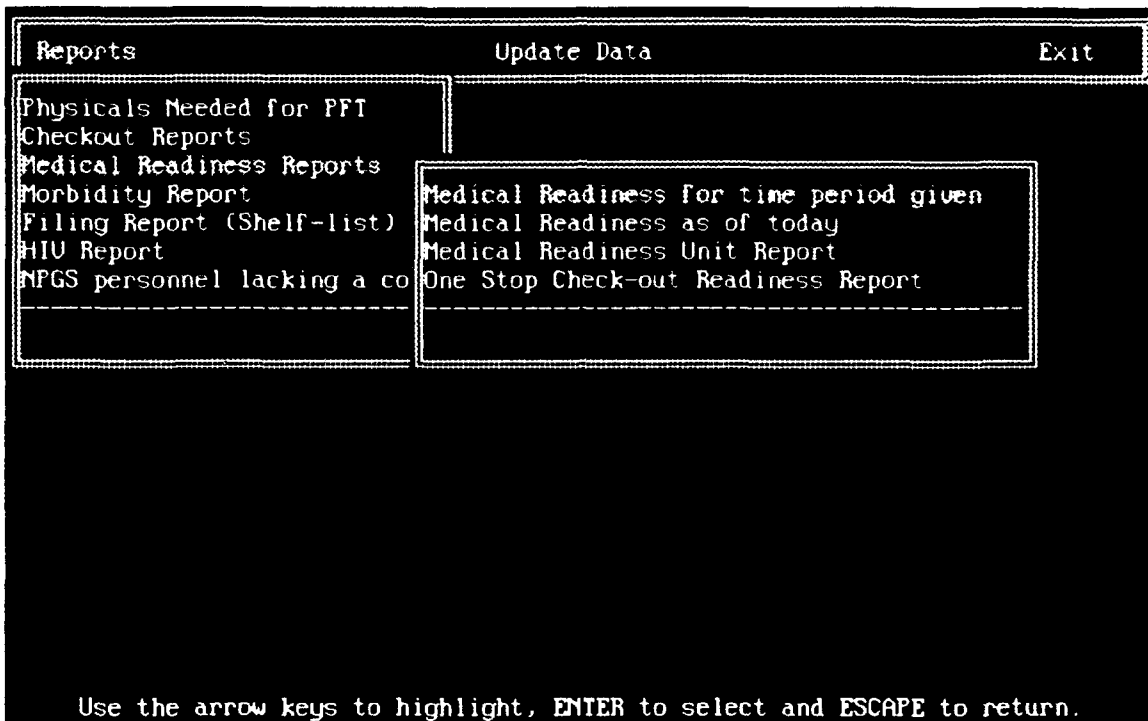 Reports Update Data Exit
Physicals Needed for PFT
Checkout Reports
Medical Readiness Reports
Morbidity Report
Filing Report (Shelf-list)
HIV Report
NPGS personnel lacking a co
Medical Readiness for time period given
Medical Readiness as of today
Medical Readiness Unit Report
One Stop Check-out Readiness Report
Use the arrow keys to highlight, ENTER to select and ESCAPE to return.